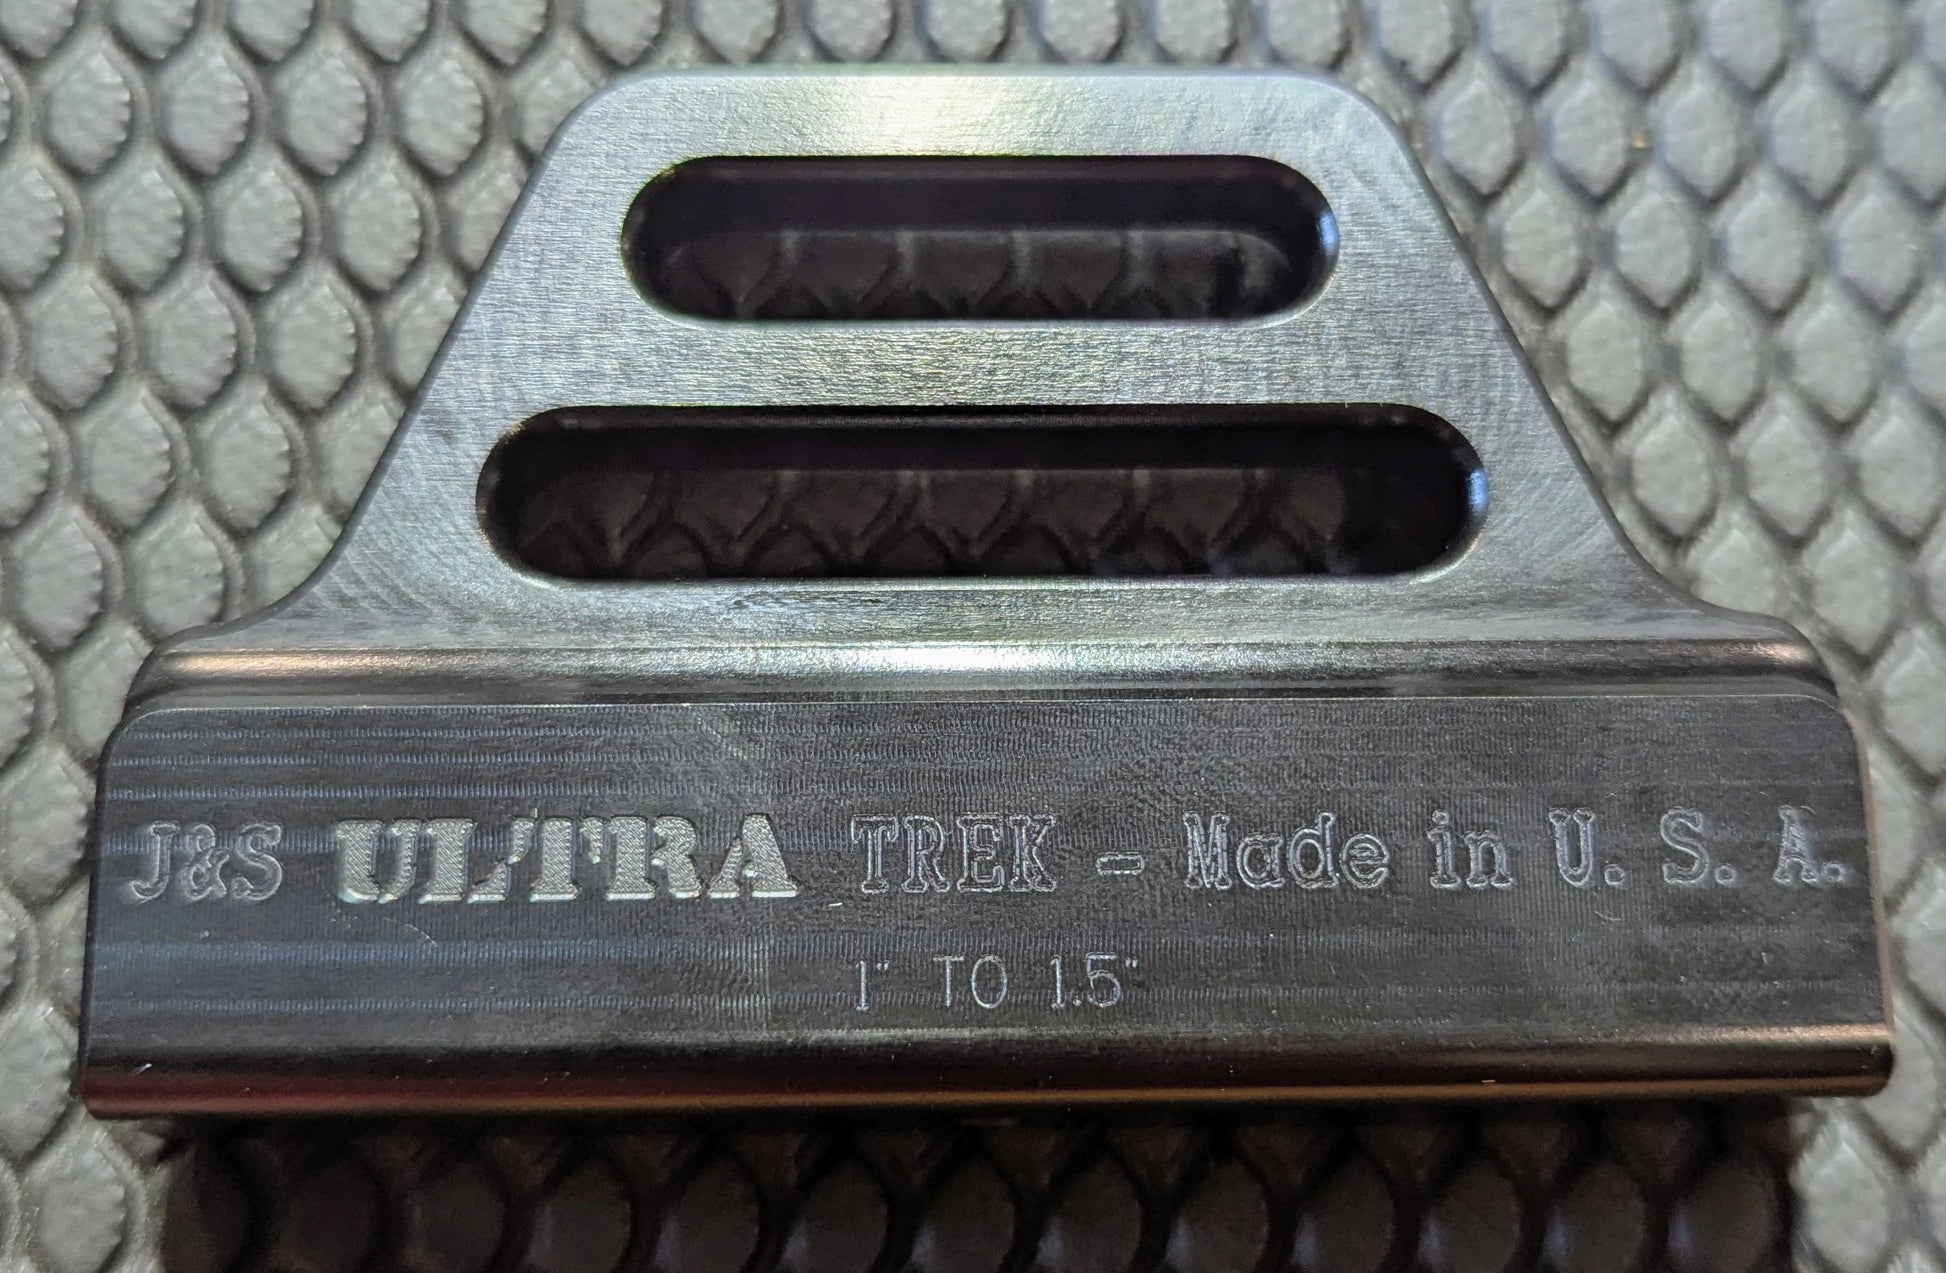 J&S ULTRA TREK - Made in U. S. A.
1" TO 1.5"